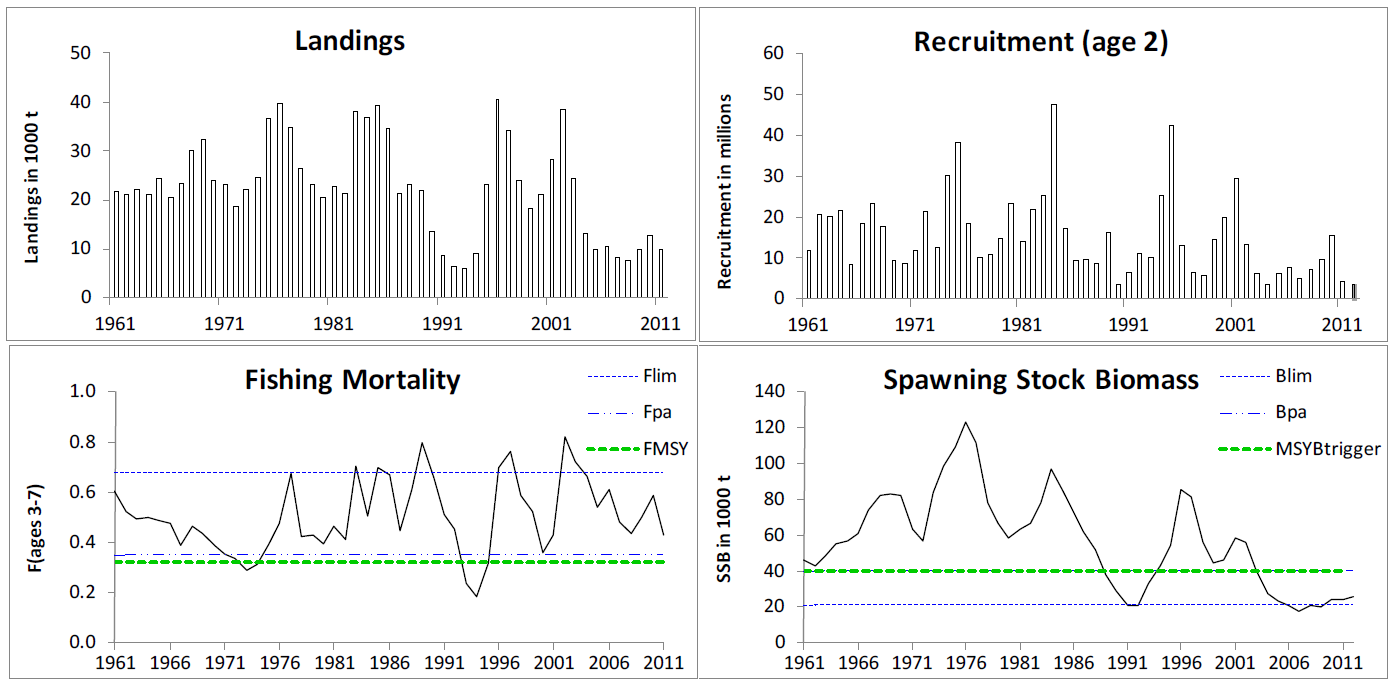 Landings
Landings in 1000 t
50
40
30
20
10
0
1961 1971 1981 1991 2001 2011
Recruitment (age 2)
Recruitment in millions
60
50
40
30
20
10
0
1961 1971 1981 1991 2001 2011
Fishing Mortality
Flim
Fpa
FMSY
F(ages 3-7)
1.0
0.8
0.6
0.4
0.2
0.0
1961 1966 1971 1976 1981 1986 1991 1996 2001 2006 2011
Spawning Stock Biomass
Blim
Bpa
MSYBtrigger
SSB in 1000 t
140
120
100
80
60
40
20
0
1961 1966 1971 1976 1981 1986 1991 1996 2001 2006 2011